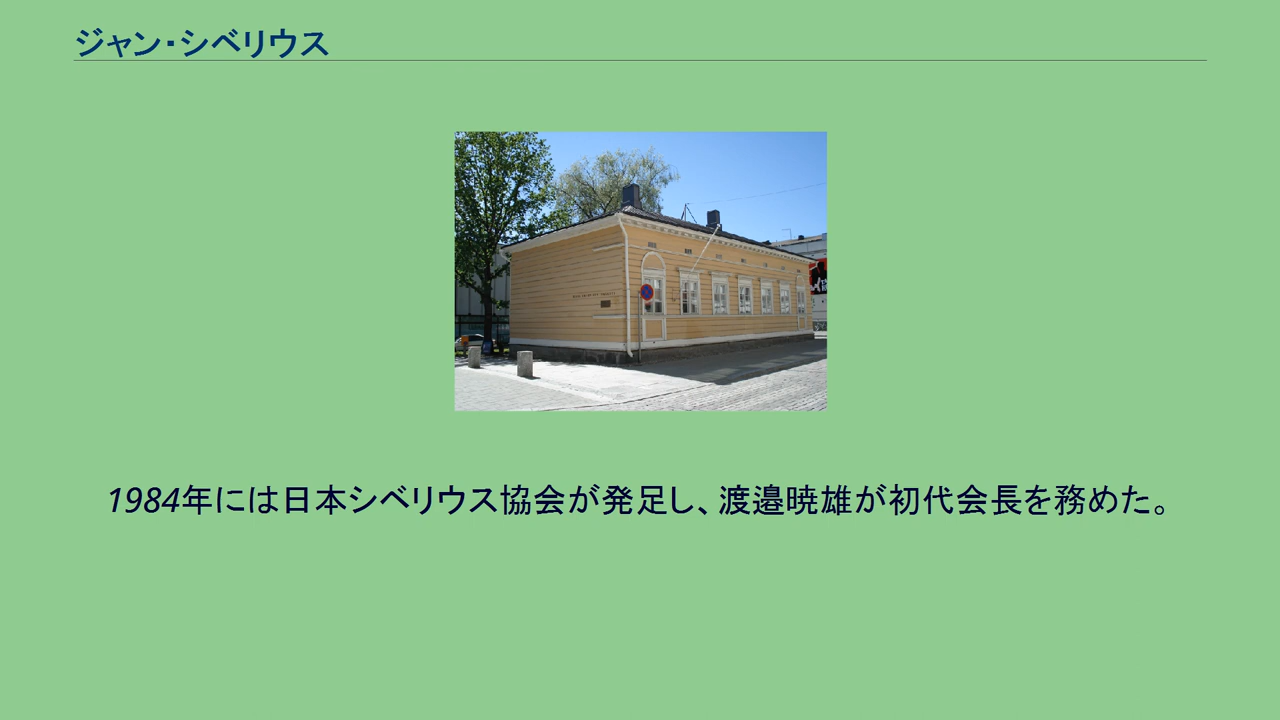 ジャン・シベリウス
1984年には日本シベリウス協会が発足し、渡邉暁雄が初代会長を務めた。